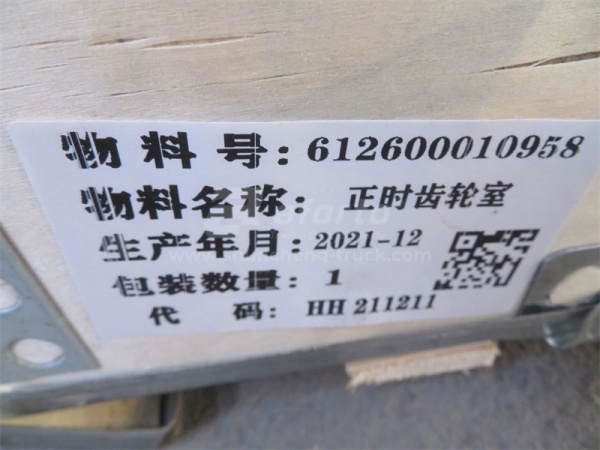 物料号: 612600010958
物料名称: 正时齿轮室
生产年月: 2021-12
包装数量: 1
代 码: HH 211211